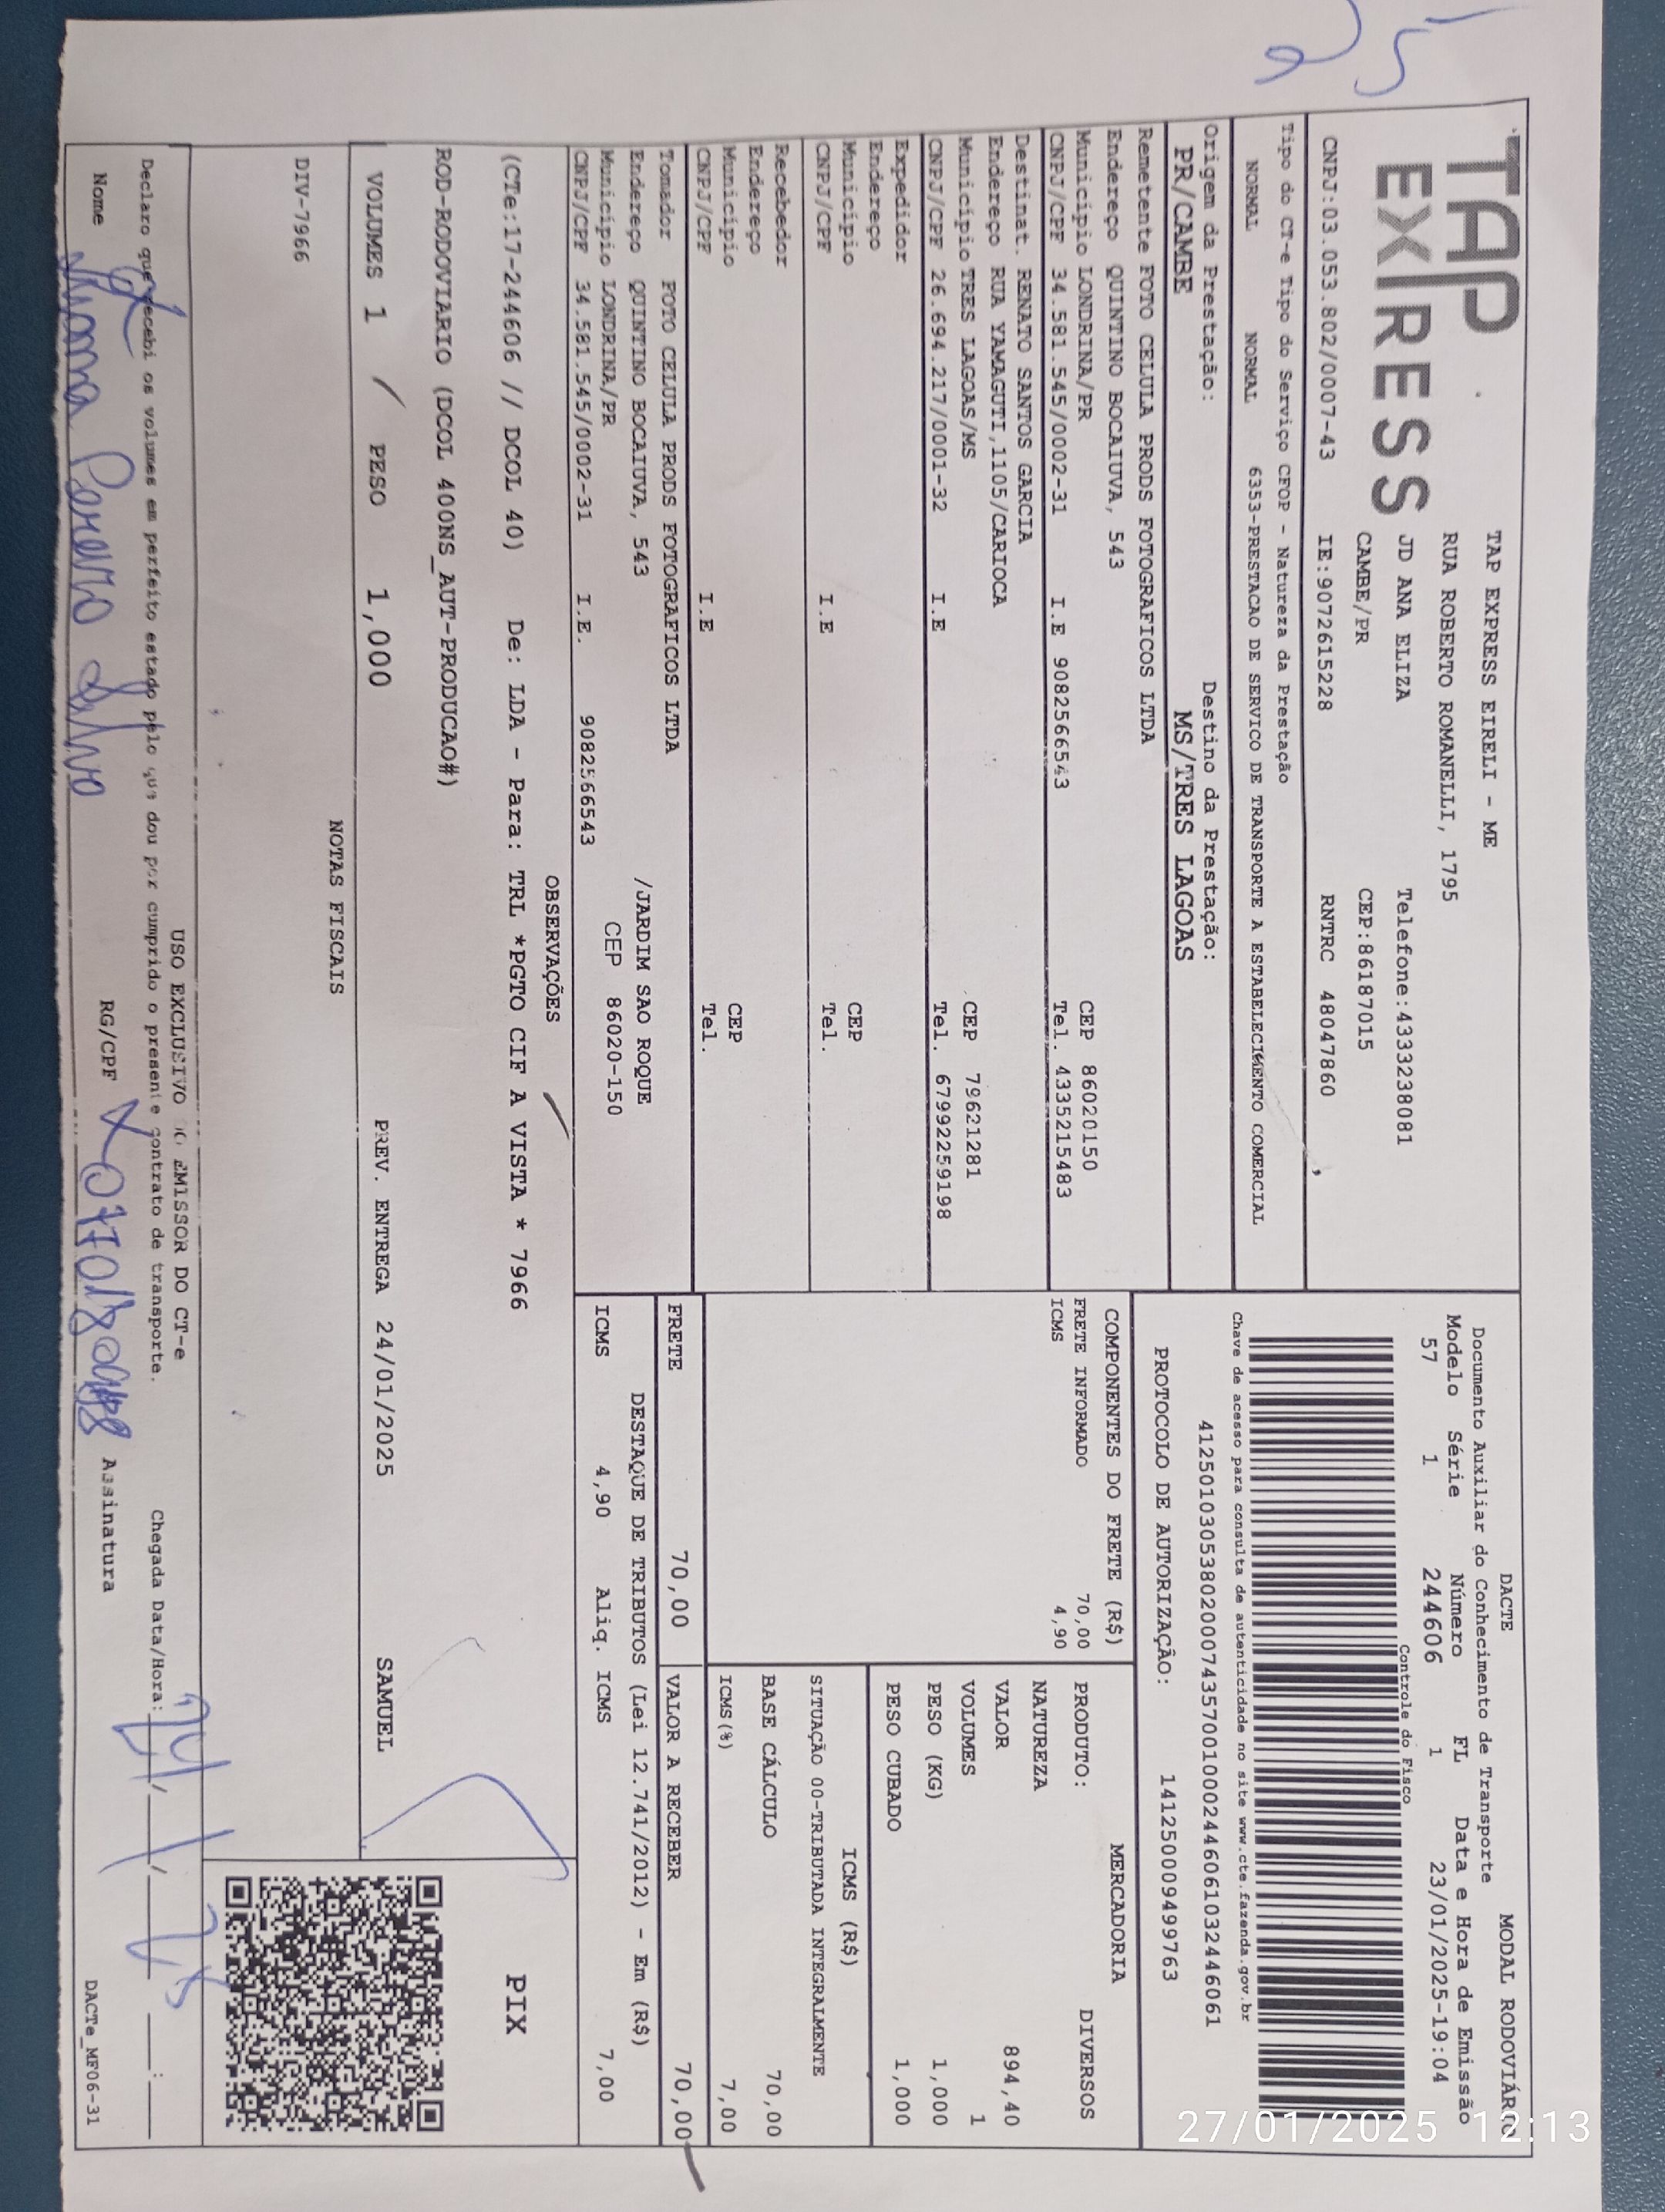 TAP EXPRESS
TAP EXPRESS EIRELI - ME
RUA ROBERTO ROMANELLI, 1795
JD ANA ELIZA Telefone:4333238081
CAMBE/PR CEP:86187015
CNPJ:03.053.802/0007-43 IE:9072615228 RNTRC 48047860
Tipo do CT-e Tipo do Serviço CFOP - Natureza da Prestação
NORMAL NORMAL 6353-PRESTACAO DE SERVICO DE TRANSPORTE A ESTABELECIMENTO COMERCIAL
Origem da Prestação: Destino da Prestação:
PR/CAMBE MS/TRES LAGOAS
Remetente FOTO CELULA PRODS FOTOGRAFICOS LTDA
Endereço QUINTINO BOCAIUVA, 543
Município LONDRINA/PR CEP 86020150
CNPJ/CPF 34.581.545/0002-31 I.E 9082566543 Tel. 4335215483
Destinat. RENATO SANTOS GARCIA
Endereço RUA YAMAGUTI,1105/CARIOCA
Município TRES LAGOAS/MS CEP 79621281
CNPJ/CPF 26.694.217/0001-32 I.E Tel. 67992259198
Expedidor
Endereço
Município CEP
CNPJ/CPF I.E Tel.
Recebedor
Endereço
Município CEP
CNPJ/CPF I.E Tel.
Tomador FOTO CELULA PRODS FOTOGRAFICOS LTDA
Endereço QUINTINO BOCAIUVA, 543 /JARDIM SAO ROQUE
Município LONDRINA/PR CEP 86020-150
CNPJ/CPF 34.581.545/0002-31 I.E. 9082566543
DACTE MODAL RODOVIÁRIO
Documento Auxiliar do Conhecimento de Transporte
Modelo Série Número FL Data e Hora de Emissão
57 1 244606 1 23/01/2025-19:04
Controle do Fisco
Chave de acesso para consulta de autenticidade no site www.cte.fazenda.gov.br
41250103053802000743570010002446061032446061
PROTOCOLO DE AUTORIZAÇÃO: 141250009499763
COMPONENTES DO FRETE (R$)
FRETE INFORMADO 70,00
ICMS 4,90
MERCADORIA
PRODUTO: DIVERSOS
NATUREZA
VALOR 894,40
VOLUMES 1
PESO (KG) 1,000
PESO CUBADO 1,000
ICMS (R$)
SITUAÇÃO 00-TRIBUTADA INTEGRALMENTE
BASE CÁLCULO 70,00
ICMS(%) 7,00
FRETE 70,00 VALOR A RECEBER 70,00
DESTAQUE DE TRIBUTOS (Lei 12.741/2012) - Em (R$)
ICMS 4,90 Aliq. ICMS 7,00
OBSERVAÇÕES
(CTe:17-244606 // DCOL 40) De: LDA - Para: TRL *PGTO CIF A VISTA * 7966
ROD-RODOVIARIO (DCOL 400NS_AUT-PRODUCAO#)
PIX
VOLUMES 1 / PESO 1,000 PREV. ENTREGA 24/01/2025 SAMUEL
NOTAS FISCAIS
DIV-7966
USO EXCLUSIVO DO EMISSOR DO CT-e
Declaro que recebi os volumes em perfeito estado pelo que dou por cumprido o presente contrato de transporte. Chegada Data/Hora: 24/1/25 __:__
Nome Pereira Silva RG/CPF Assinatura
DACTe_MF06-31
27/01/2025 12:13